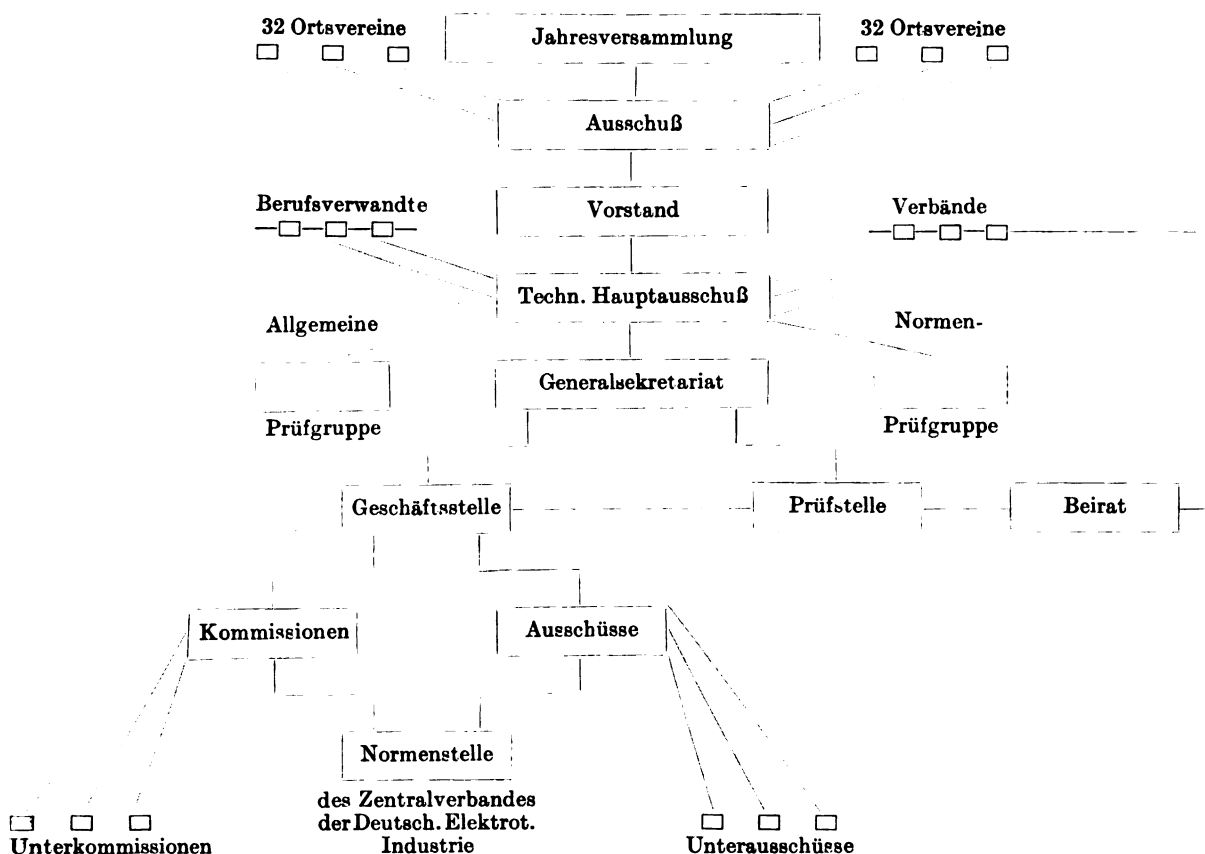 32 Ortsvereine
Jahresversammlung
32 Ortsvereine
Ausschuß
Berufsverwandte
Vorstand
Verbände
Techn. Hauptausschuß
Allgemeine
Normen-
Generalsekretariat
Prüfgruppe
Prüfgruppe
Geschäftsstelle
Prüfstelle
Beirat
Kommissionen
Ausschüsse
Normenstelle
des Zentralverbandes
der Deutsch. Elektrot.
Industrie
Unterkommissionen
Unterausschüsse